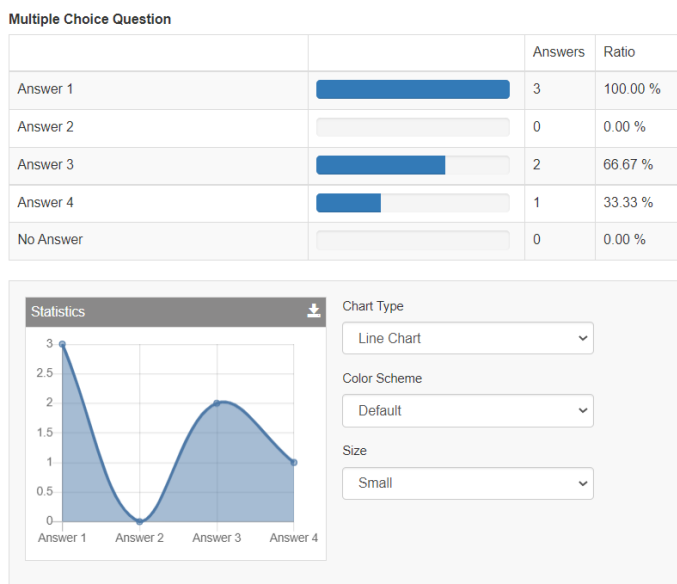 Multiple Choice Question
Answers Ratio
Answer 1 3 100.00 %
Answer 2 0 0.00 %
Answer 3 2 66.67 %
Answer 4 1 33.33 %
No Answer 0 0.00 %
Statistics
3
2.5
2
1.5
1
0.5
0
Answer 1 Answer 2 Answer 3 Answer 4
Chart Type
Line Chart
Color Scheme
Default
Size
Small